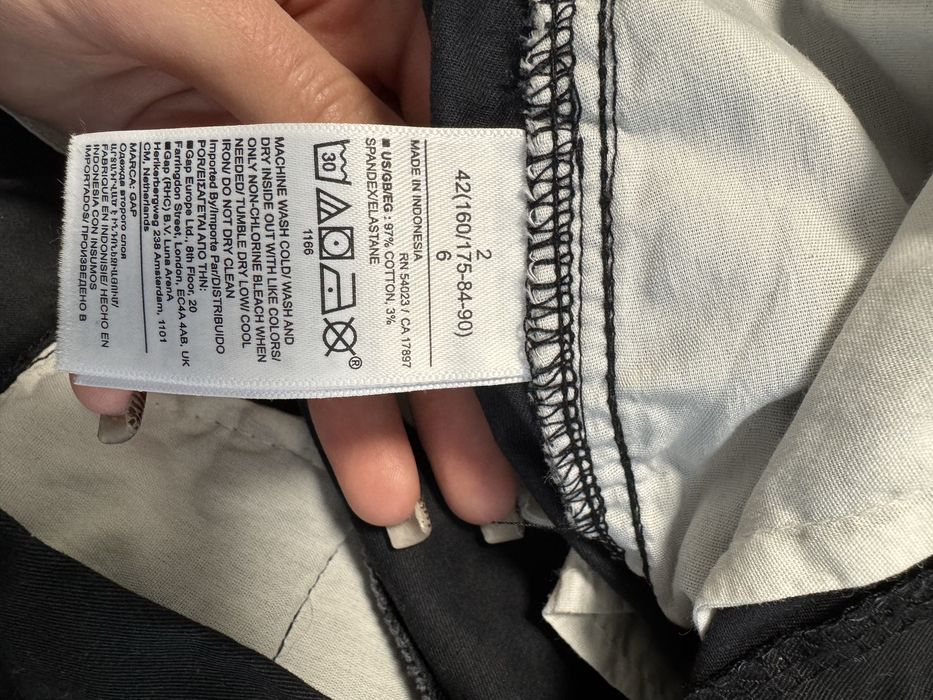 2
42(160/175-84-90)
6
MADE IN INDONESIA
RN 54023 / CA 17897
■ US/GB/EG : 97% COTTON, 3%
SPANDEX/ELASTANE
30
®
1166
MACHINE WASH COLD/ WASH AND
DRY INSIDE OUT WITH LIKE COLORS/
ONLY NON-CHLORINE BLEACH WHEN
NEEDED/ TUMBLE DRY LOW/ COOL
IRON/ DO NOT DRY CLEAN
Imported By/Importe Par/DISTRIBUIDO
POR/ΕΙΣΑΓΕΤΑΙ ΑΠΟ ΤΗΝ:
■Gap Europe Ltd., 8th Floor, 20
Farringdon Street, London, EC4A 4AB, UK
■Gap (RHC) B.V. Luna ArenA
Herikerbergweg 238 Amsterdam, 1101
CM, Netherlands
MARCA: GAP
Одежда второго слоя
FABRIQUE EN INDONISIE/ HECHO EN
INDONESIA CON INSUMOS
IMPORTADOS/ ПРОИЗВЕДЕНО В